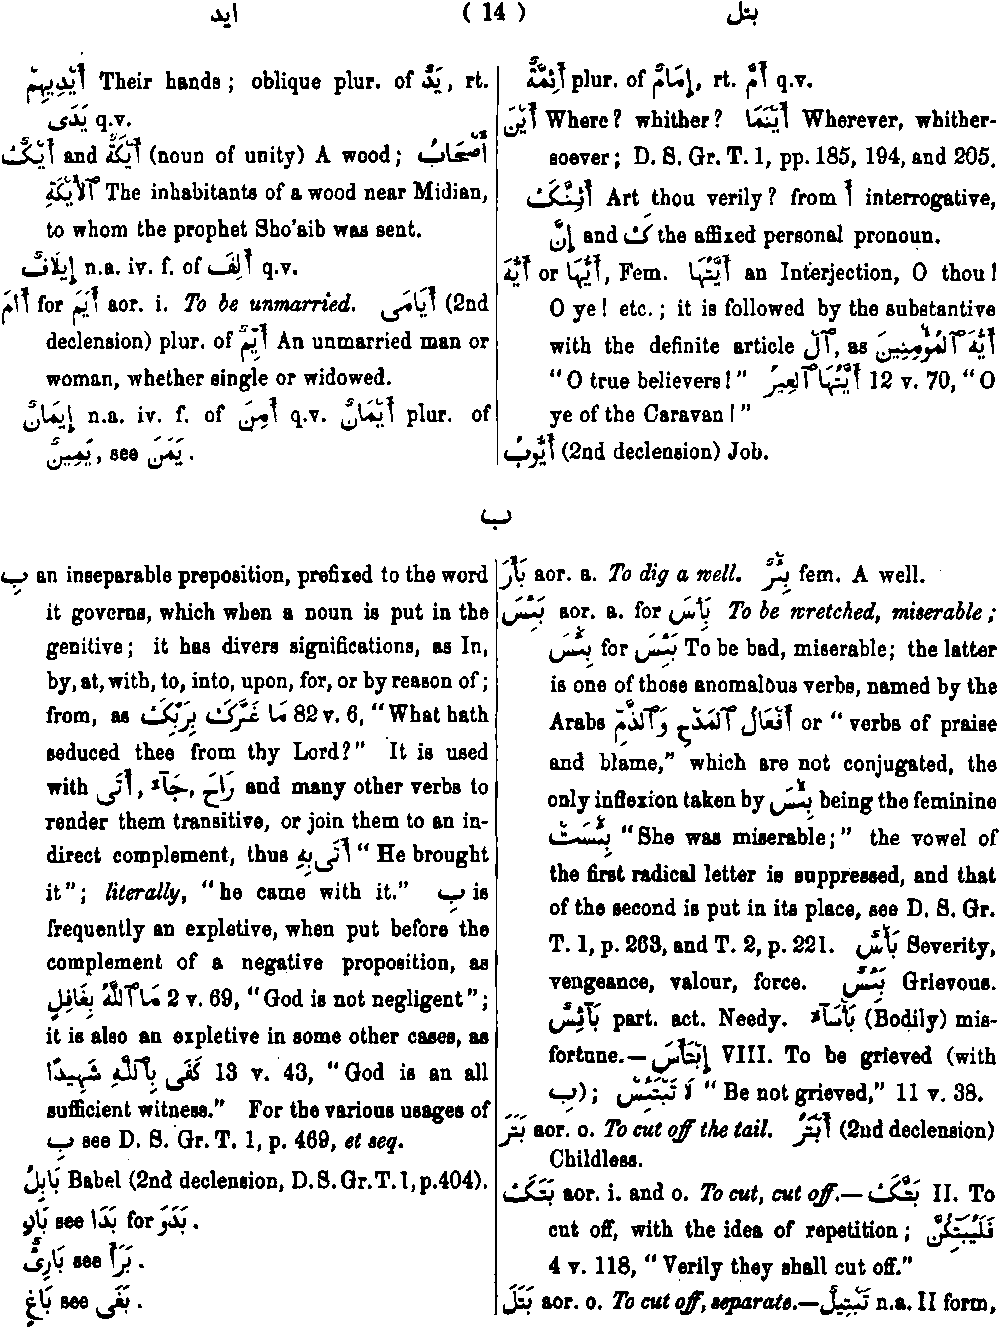 ايد ( 14 ) بتل
أَيْدِيهِمْ Their hands; oblique plur. of يَدٌ, rt.
يَدَى q.v.
أَيْكٌ and أَيْكَةٌ (noun of unity) A wood; أَصْحَابُ
ٱلْأَيْكَةِ The inhabitants of a wood near Midian,
to whom the prophet Sho'aib was sent.
إِيلَافٌ n.a. iv. f. of أَلِفَ q.v.
أَامَ for أَيَمَ aor. i. To be unmarried. أَيَامَى (2nd
declension) plur. of أَيِّمٌ An unmarried man or
woman, whether single or widowed.
إِيمَانٌ n.a. iv. f. of أَمِنَ q.v. أَيْمَانٌ plur. of
يَمِينٌ, see يَمَنَ.
أَئِمَّةٌ plur. of إِمَامٌ, rt. أَمَّ q.v.
أَيْنَ Where? whither? أَيْنَمَا Wherever, whither-
soever; D. S. Gr. T. 1, pp. 185, 194, and 205.
أَئِنَّكَ Art thou verily? from أَ interrogative,
إِنَّ and كَ the affixed personal pronoun.
أَيُّهَ or أَيُّهَا, Fem. أَيَّتُهَا an Interjection, O thou!
O ye! etc.; it is followed by the substantive
with the definite article أَلْ, as أَيُّهَ ٱلْمُؤْمِنِينَ
"O true believers!" أَيَّتُهَا ٱلْعِيرُ 12 v. 70, "O
ye of the Caravan!"
أَيُّوبُ (2nd declension) Job.
ب
بِ an inseparable preposition, prefixed to the word
it governs, which when a noun is put in the
genitive; it has divers significations, as In,
by, at, with, to, into, upon, for, or by reason of;
from, as مَا غَرَّكَ بِرَبِّكَ 82 v. 6, "What hath
seduced thee from thy Lord?" It is used
with أَتَى, جَآءَ, رَاحَ and many other verbs to
render them transitive, or join them to an in-
direct complement, thus أَتَى بِهِ "He brought
it"; literally, "he came with it." بِ is
frequently an expletive, when put before the
complement of a negative proposition, as
مَا ٱللَّهُ بِغَافِلٍ 2 v. 69, "God is not negligent";
it is also an expletive in some other cases, as
كَفَى بِٱللَّهِ شَهِيدًا 13 v. 43, "God is an all
sufficient witness." For the various usages of
بِ see D. S. Gr. T. 1, p. 469, et seq.
بَابِلُ Babel (2nd declension, D. S. Gr. T. 1, p. 404).
بَادٍ see بَدَا for بَدَوَ.
بَارِئٌ see بَرَأَ.
بَاغٍ see بَغَى.
بَأَرَ aor. a. To dig a well. بِئْرٌ fem. A well.
بَئِسَ aor. a. for بَأُسَ To be wretched, miserable;
بِئْسَ for بَئِسَ To be bad, miserable; the latter
is one of those anomalous verbs, named by the
Arabs أَفْعَالُ ٱلْمَدْحِ وَٱلذَّمِّ or "verbs of praise
and blame," which are not conjugated, the
only inflexion taken by بِئْسَ being the feminine
بِئْسَتْ "She was miserable;" the vowel of
the first radical letter is suppressed, and that
of the second is put in its place, see D. S. Gr.
T. 1, p. 263, and T. 2, p. 221. بَأْسٌ Severity,
vengeance, valour, force. بَئِيسٌ Grievous.
بَآئِسٌ part. act. Needy. بَأْسَآءُ (Bodily) mis-
fortune.—إِبْتَأَسَ VIII. To be grieved (with
بِ); لَا تَبْتَئِسْ "Be not grieved," 11 v. 38.
بَتَرَ aor. o. To cut off the tail. أَبْتَرُ (2nd declension)
Childless.
بَتَكَ aor. i. and o. To cut, cut off.—بَتَّكَ II. To
cut off, with the idea of repetition; فَلَيُبَتِّكُنَّ
4 v. 118, "Verily they shall cut off."
بَتَلَ aor. o. To cut off, separate.—تَبْتِيلٌ n.a. II form,